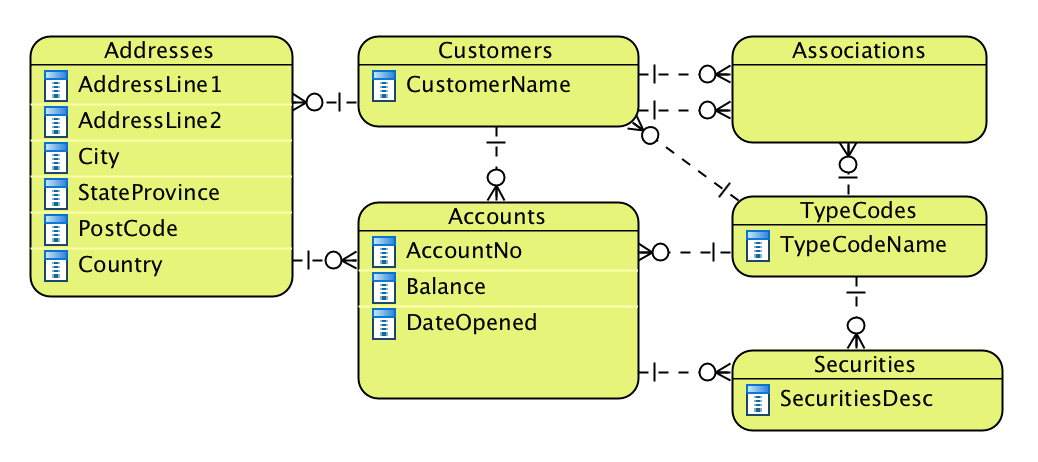 Addresses
AddressLine1
AddressLine2
City
StateProvince
PostCode
Country
Customers
CustomerName
Accounts
AccountNo
Balance
DateOpened
Associations
TypeCodes
TypeCodeName
Securities
SecuritiesDesc